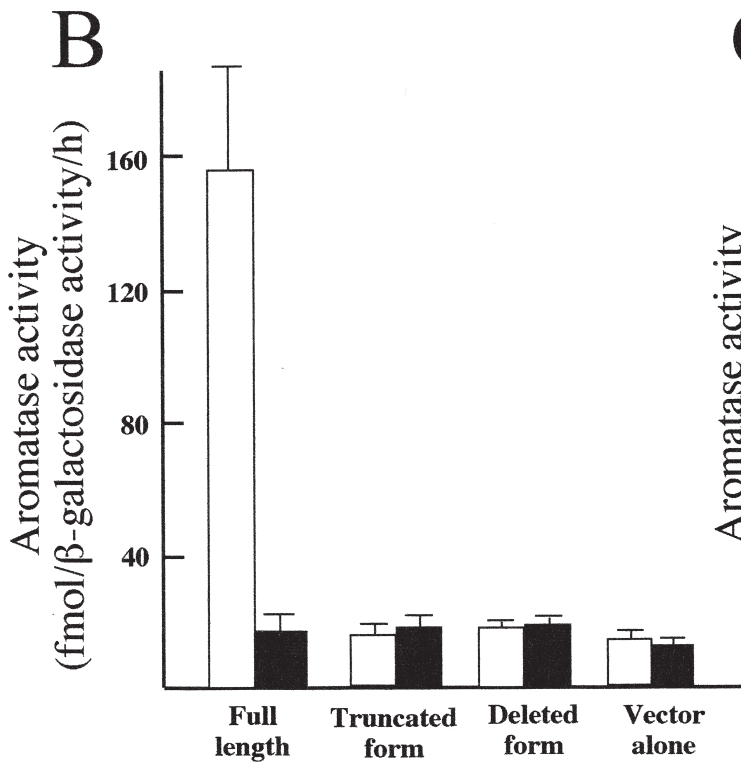 B
Aromatase activity
(fmol/β-galactosidase activity/h)
160
120
80
40
Full
length
Truncated
form
Deleted
form
Vector
alone
Aromatase activity